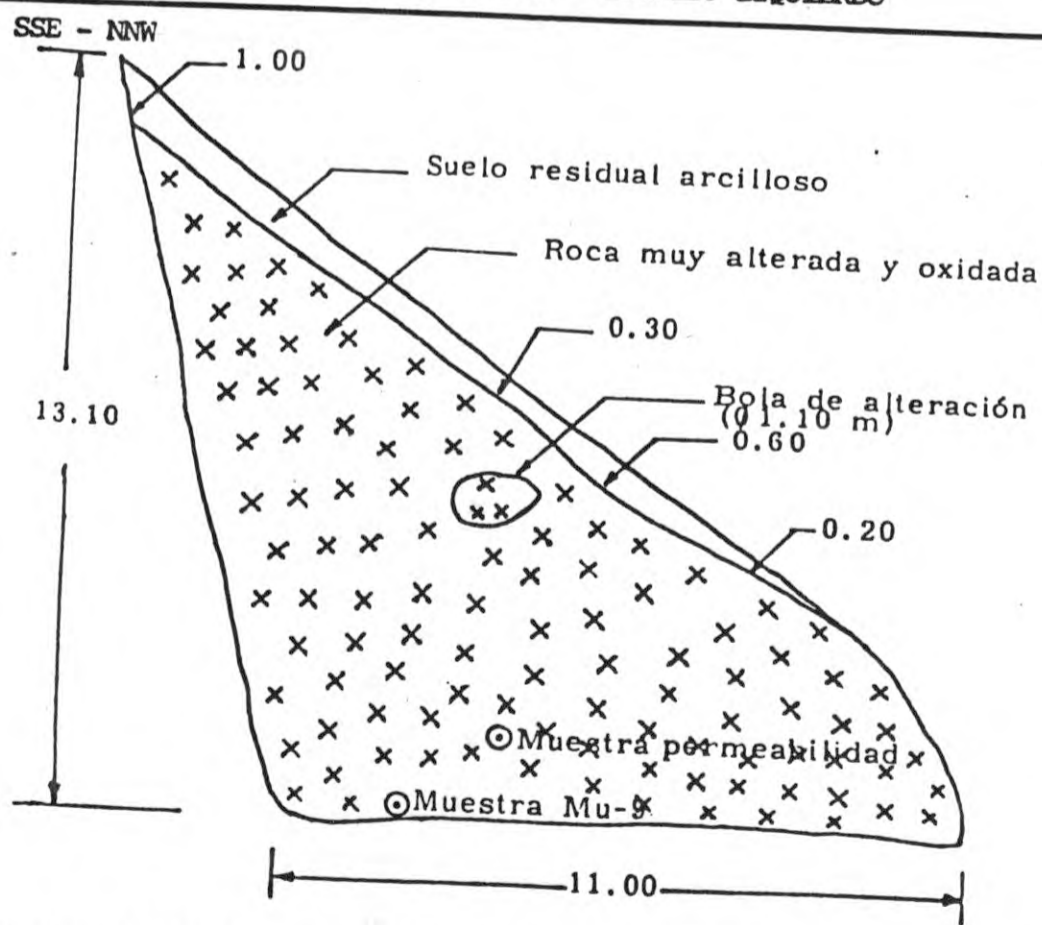 SSE - NNW
1.00
Suelo residual arcilloso
Roca muy alterada y oxidada
0.30
13.10
Bola de alteración
(Ø 1.10 m)
0.60
0.20
Muestra permeabilidad
Muestra Mu-9
11.00